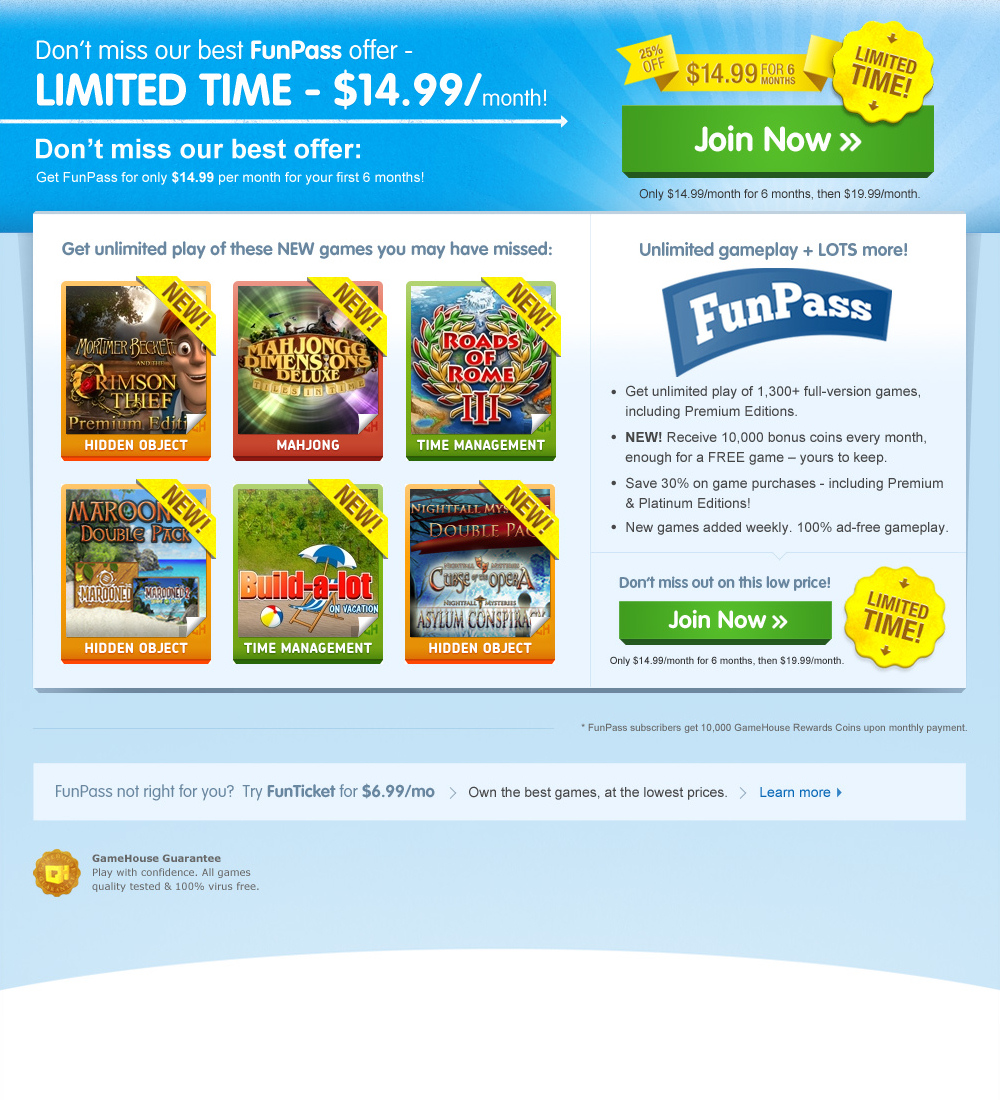 Don't miss our best FunPass offer -
LIMITED TIME - $14.99/month!
Don't miss our best offer:
Get FunPass for only $14.99 per month for your first 6 months!
25% OFF
$14.99 FOR 6 MONTHS
LIMITED TIME!
Join Now »
Only $14.99/month for 6 months, then $19.99/month.
Get unlimited play of these NEW games you may have missed:
NEW!
MORTIMER BECKETT
AND THE
CRIMSON
THIEF
Premium Editi
HIDDEN OBJECT
NEW!
MAHJONGG
DIMENSIONS
DELUXE
TILES IN TIME
MAHJONG
NEW!
ROADS
OF
ROME
III
TIME MANAGEMENT
NEW!
MAROON
DOUBLE PACK
MAROONED
MAROONED 2
HIDDEN OBJECT
NEW!
Build-a-lot
ON VACATION
TIME MANAGEMENT
NEW!
NIGHTFALL MYS
DOUBLE PAC
NIGHTFALL MYSTERIES
CURSE of the OPERA
NIGHTFALL MYSTERIES
ASYLUM CONSPIRA
HIDDEN OBJECT
Unlimited gameplay + LOTS more!
FunPass
• Get unlimited play of 1,300+ full-version games,
including Premium Editions.
• NEW! Receive 10,000 bonus coins every month,
enough for a FREE game – yours to keep.
• Save 30% on game purchases - including Premium
& Platinum Editions!
• New games added weekly. 100% ad-free gameplay.
Don't miss out on this low price!
Join Now »
LIMITED TIME!
Only $14.99/month for 6 months, then $19.99/month.
* FunPass subscribers get 10,000 GameHouse Rewards Coins upon monthly payment.
FunPass not right for you? Try FunTicket for $6.99/mo > Own the best games, at the lowest prices. > Learn more
GameHouse Guarantee
Play with confidence. All games
quality tested & 100% virus free.